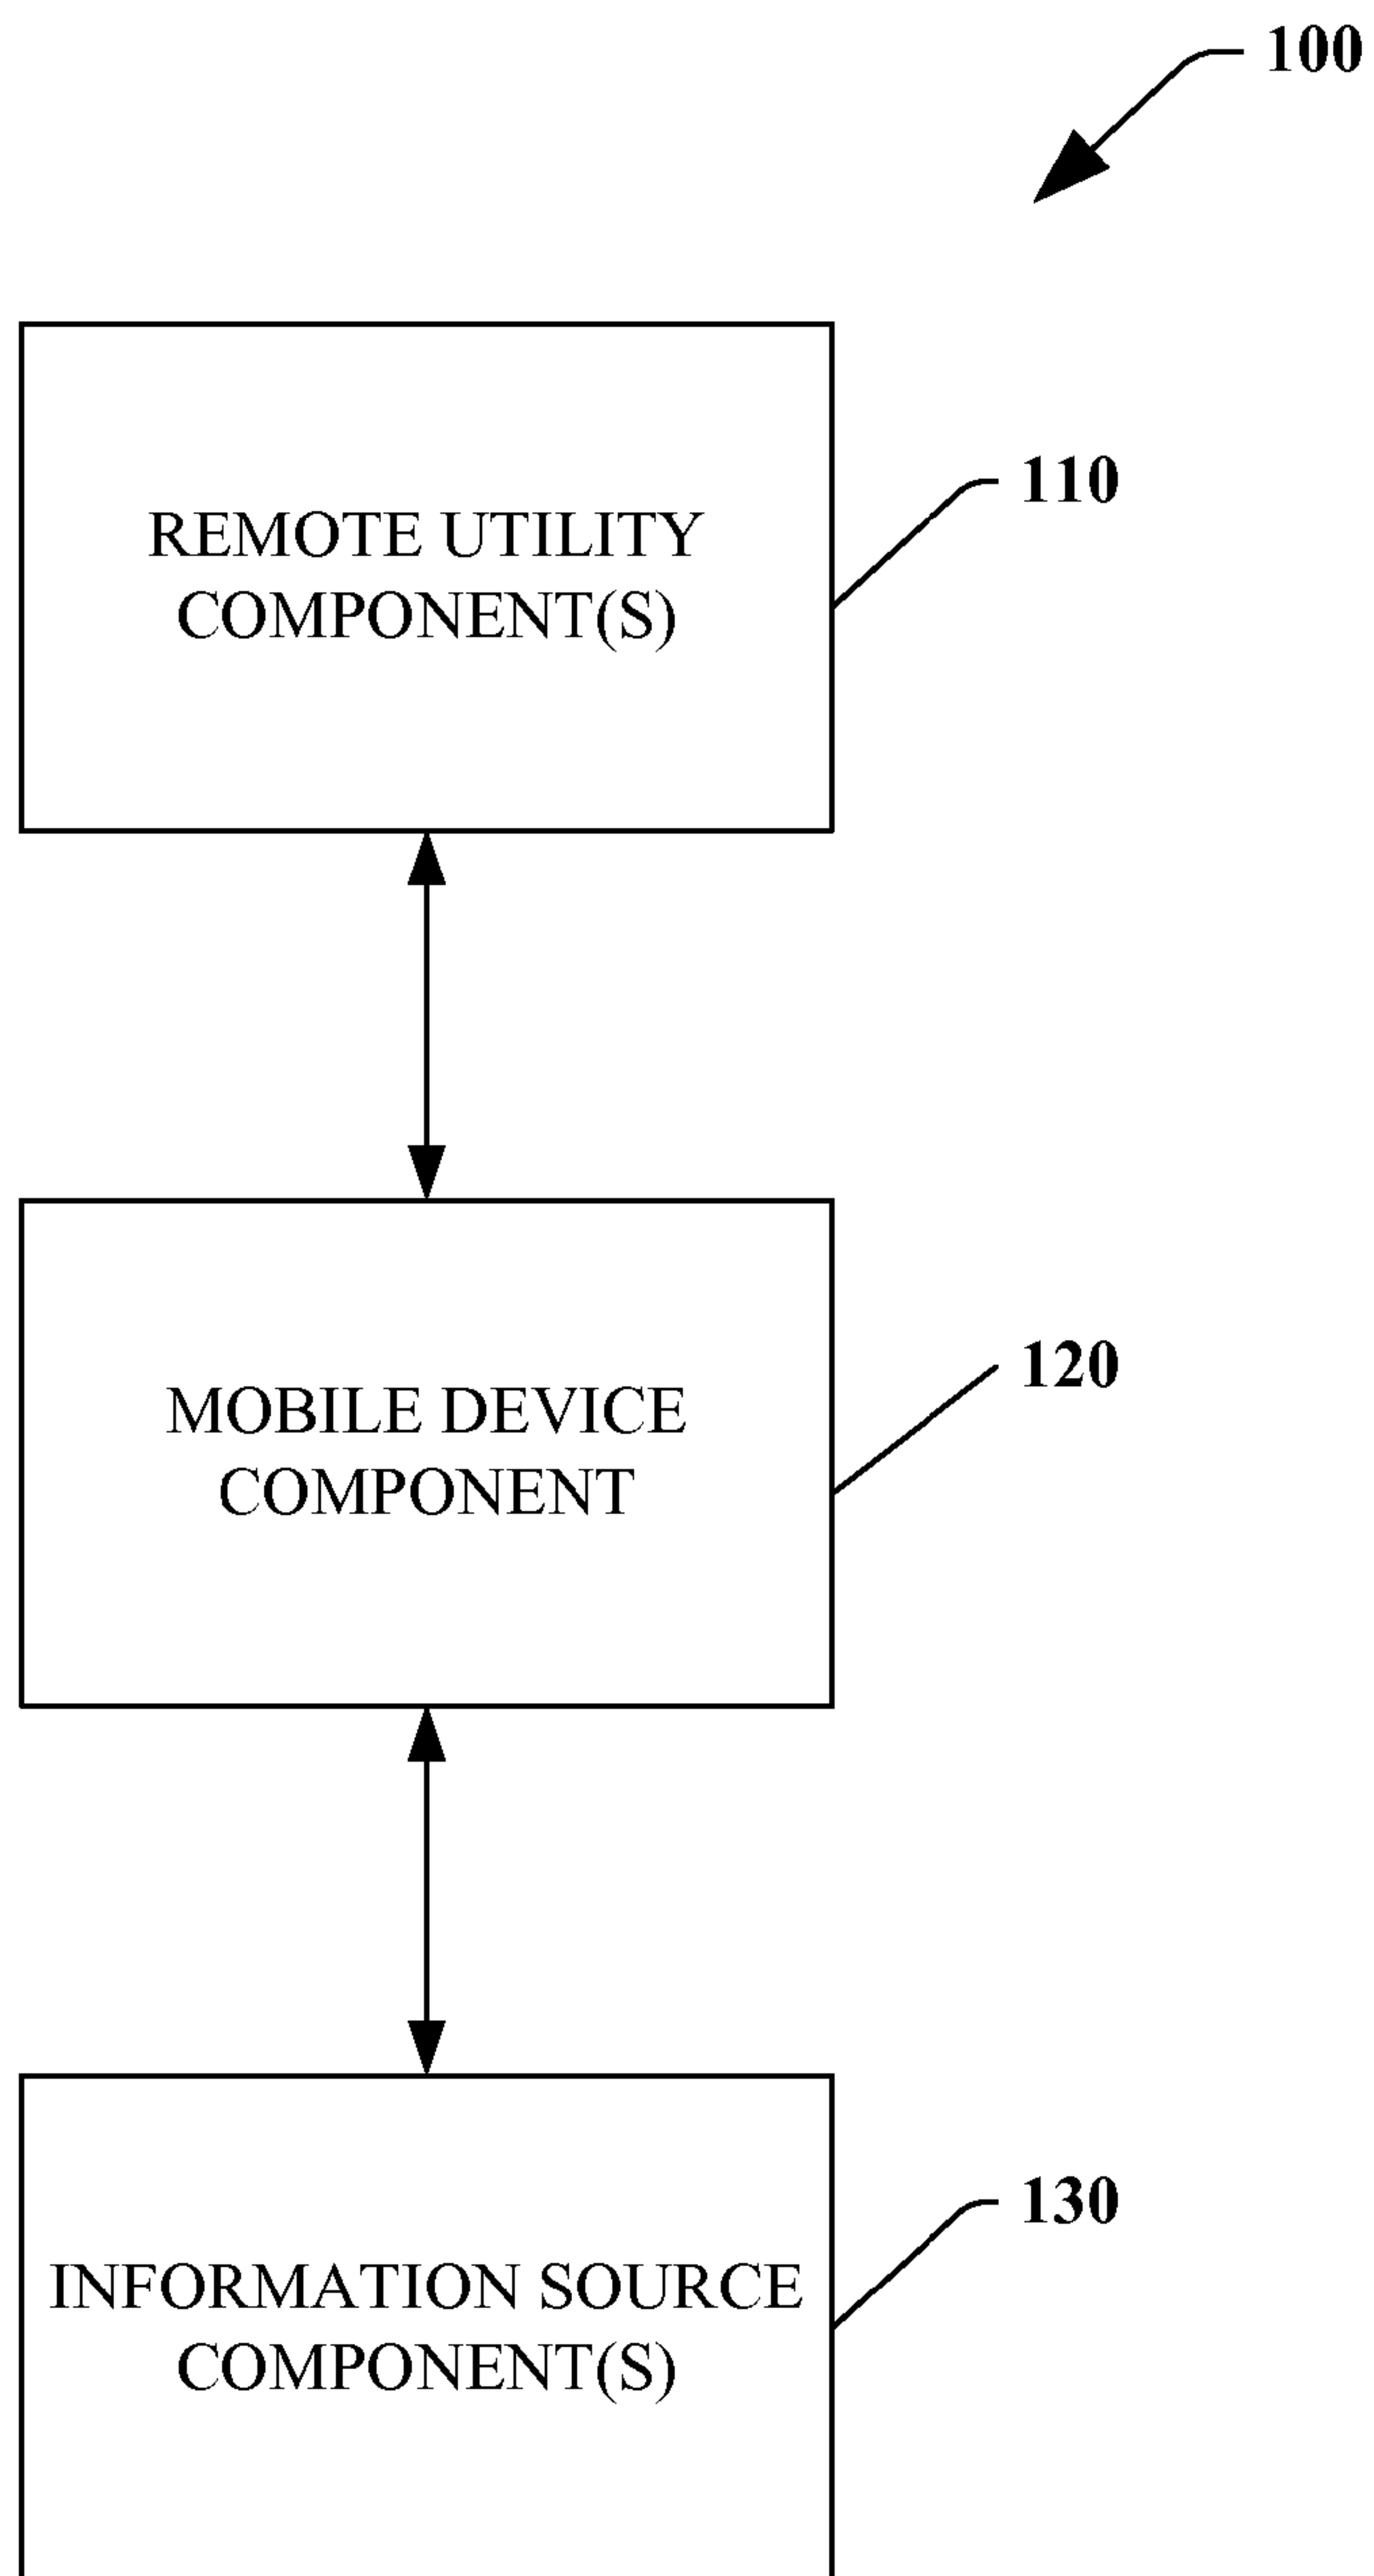 100
110
REMOTE UTILITY
COMPONENT(S)
120
MOBILE DEVICE
COMPONENT
130
INFORMATION SOURCE
COMPONENT(S)